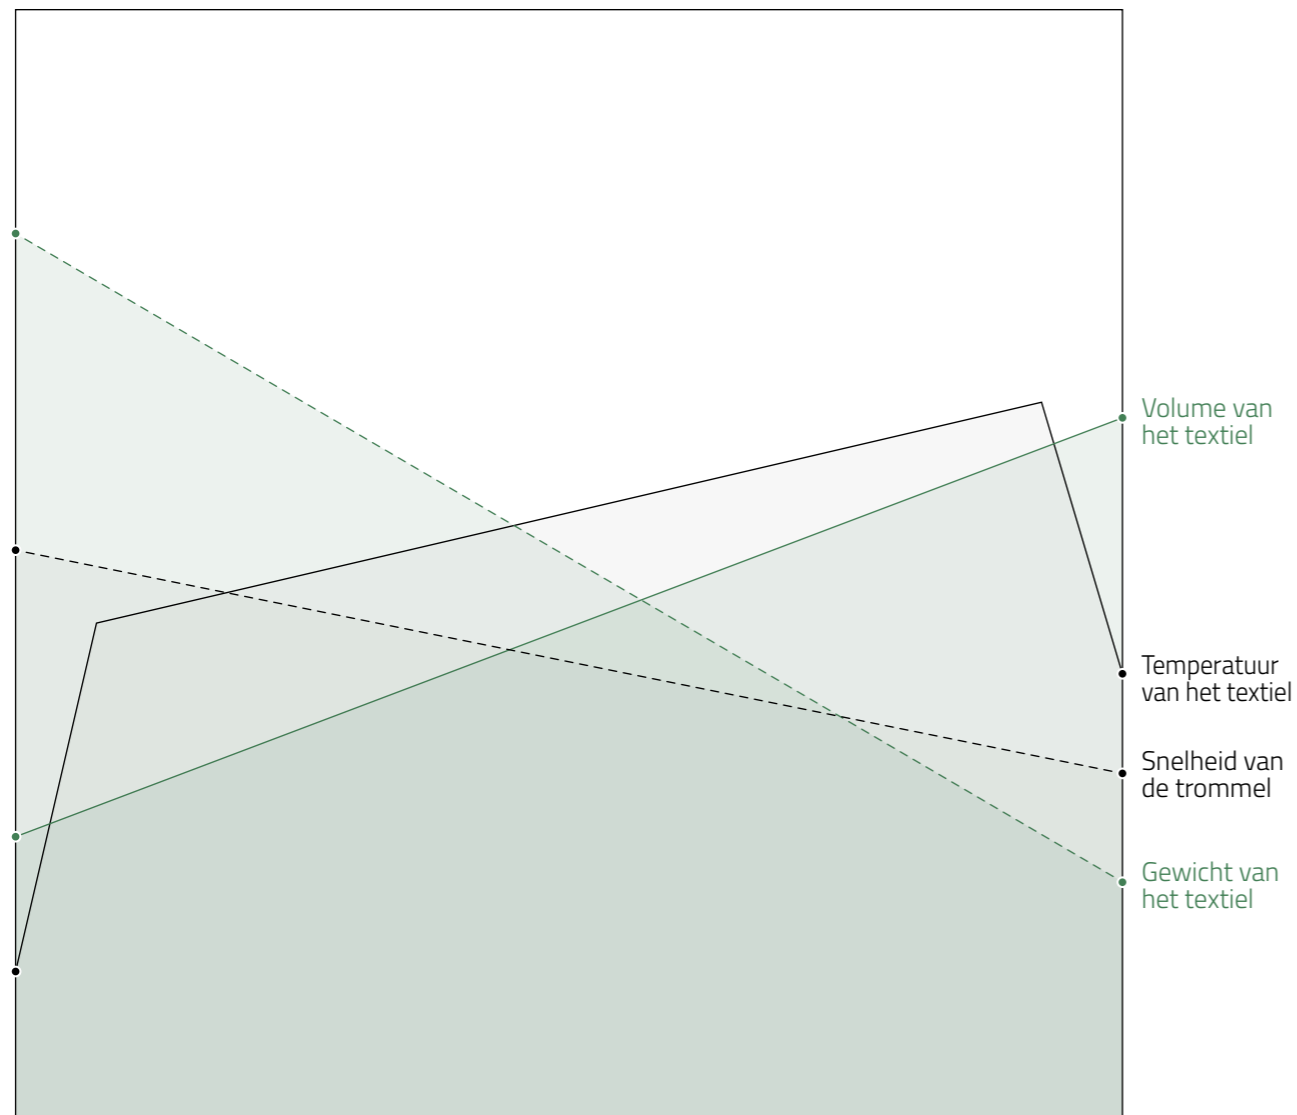 Volume van
het textiel
Temperatuur
van het textiel
Snelheid van
de trommel
Gewicht van
het textiel